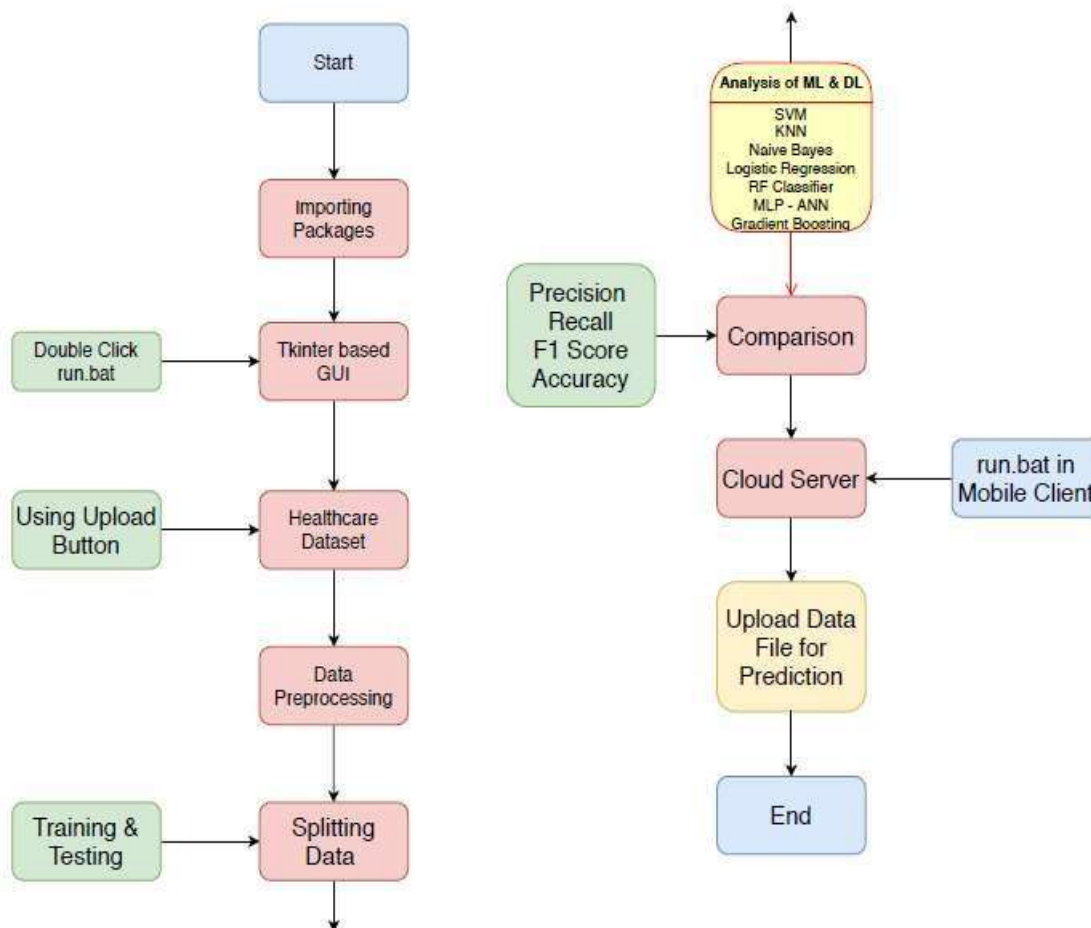 Start
Importing
Packages
Double Click
run.bat
Tkinter based
GUI
Using Upload
Button
Healthcare
Dataset
Data
Preprocessing
Training &
Testing
Splitting
Data
Analysis of ML & DL
SVM
KNN
Naive Bayes
Logistic Regression
RF Classifier
MLP - ANN
Gradient Boosting
Precision
Recall
F1 Score
Accuracy
Comparison
Cloud Server
run.bat in
Mobile Client
Upload Data
File for
Prediction
End